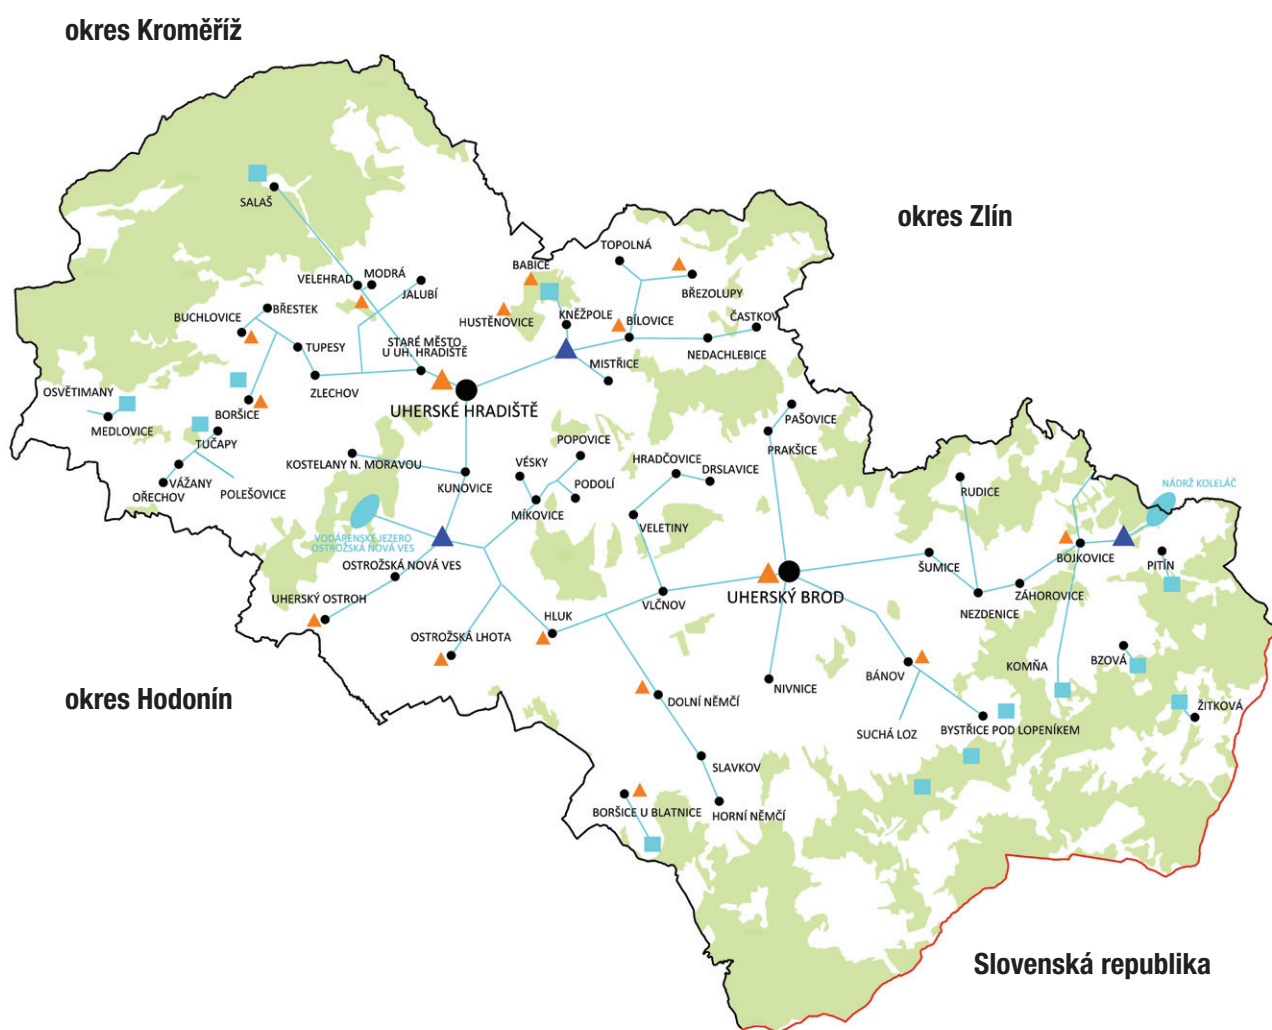 okres Kroměříž
SALAŠ
okres Zlín
TOPOLNÁ
BABICE
BŘEZOLUPY
VELEHRAD
MODRÁ
JALUBÍ
BŘESTEK
BUCHLOVICE
HUSTĚNOVICE
KNĚŽPOLE
BÍLOVICE
ČASTKOV
TUPESY
STARÉ MĚSTO
U UH. HRADIŠTĚ
NEDACHLEBICE
MISTŘICE
ZLECHOV
OSVĚTIMANY
BORŠICE
UHERSKÉ HRADIŠTĚ
MEDLOVICE
TUČAPY
PAŠOVICE
POPOVICE
PRAKŠICE
KOSTELANY N. MORAVOU
VÉSKY
HRADČOVICE
DRSLAVICE
VÁŽANY
OŘECHOV
POLEŠOVICE
KUNOVICE
PODOLÍ
MÍKOVICE
RUDICE
NÁDRŽ KOLELÁČ
VELETINY
VODÁRENSKÉ JEZERO
OSTROŽSKÁ NOVÁ VES
OSTROŽSKÁ NOVÁ VES
BOJKOVICE
PITÍN
ŠUMICE
UHERSKÝ OSTROH
VLČNOV
UHERSKÝ BROD
ZÁHOROVICE
NEZDENICE
HLUK
OSTROŽSKÁ LHOTA
KOMŇA
BZOVÁ
BÁNOV
NIVNICE
okres Hodonín
DOLNÍ NĚMČÍ
ŽITKOVÁ
SUCHÁ LOZ
BYSTŘICE POD LOPENÍKEM
SLAVKOV
BORŠICE U BLATNICE
HORNÍ NĚMČÍ
Slovenská republika